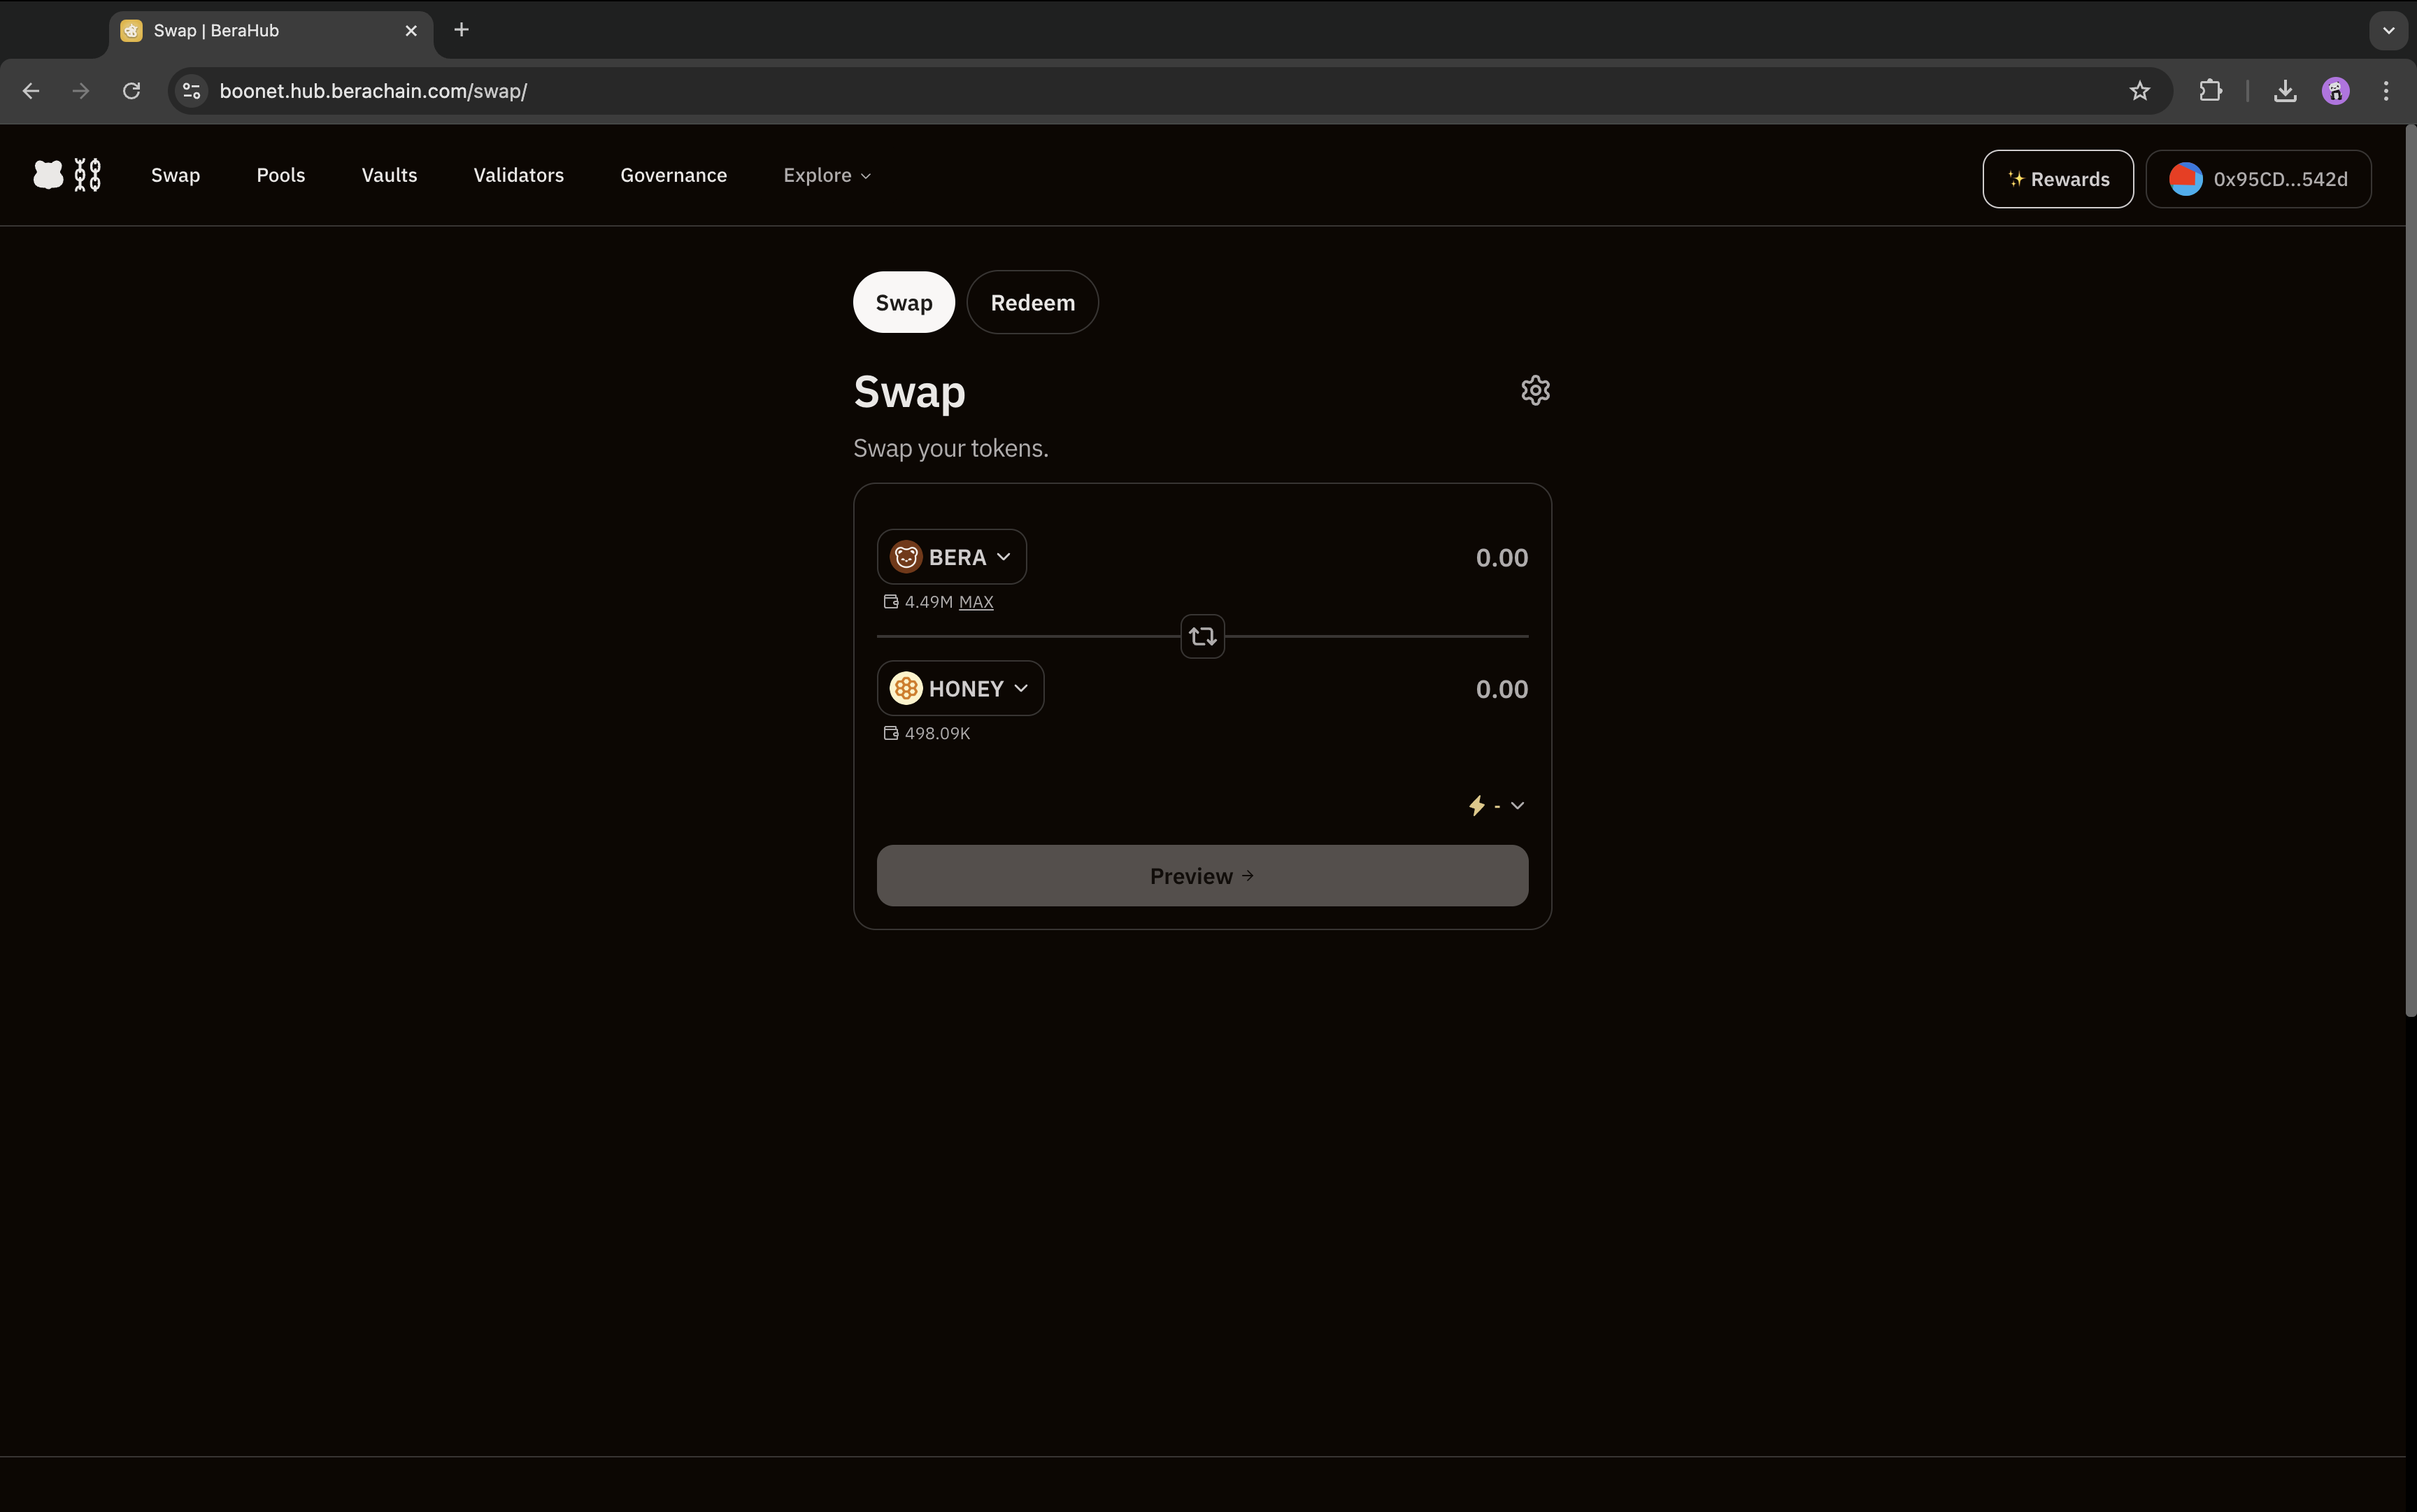 Swap | BeraHub
boonet.hub.berachain.com/swap/
Swap Pools Vaults Validators Governance Explore
✨ Rewards 0x95CD...542d
Swap Redeem
Swap
Swap your tokens.
BERA 0.00
4.49M MAX
HONEY 0.00
498.09K
-
Preview →